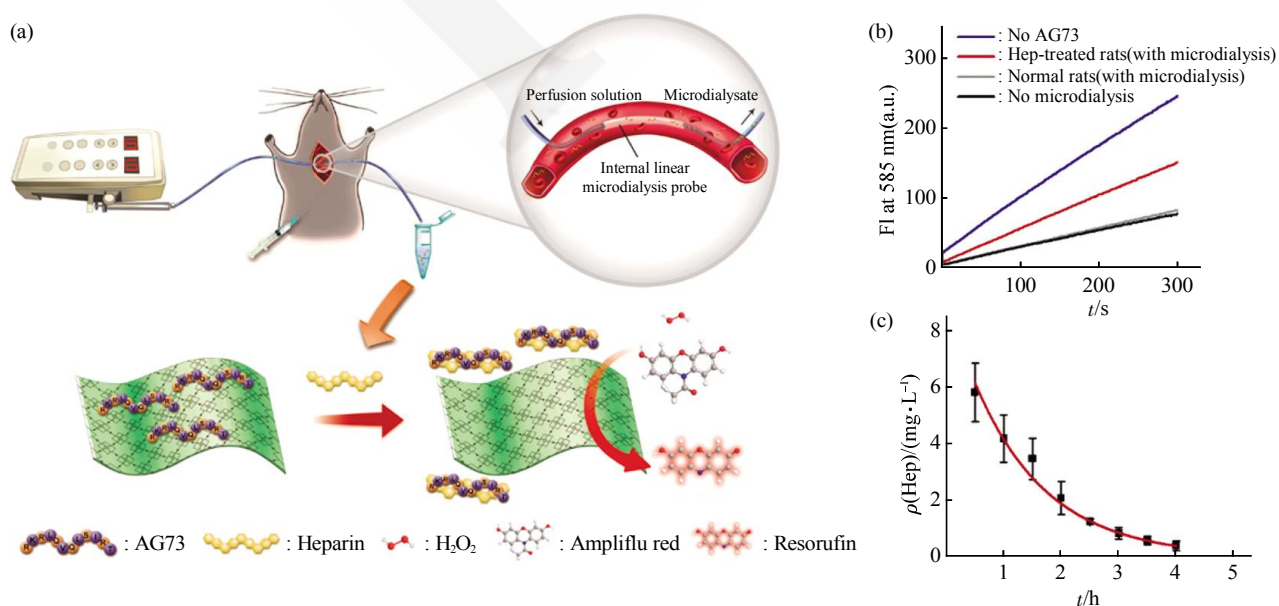 (a)
Perfusion solution
Microdialysate
Internal linear
microdialysis probe
: AG73
: Heparin
: H₂O₂
: Ampliflu red
: Resorufin
(b)
: No AG73
: Hep-treated rats(with microdialysis)
: Normal rats(with microdialysis)
: No microdialysis
FI at 585 nm(a.u.)
300
200
100
0
100
200
300
t/s
(c)
ρ(Hep)/(mg·L⁻¹)
8
6
4
2
0
1
2
3
4
5
t/h